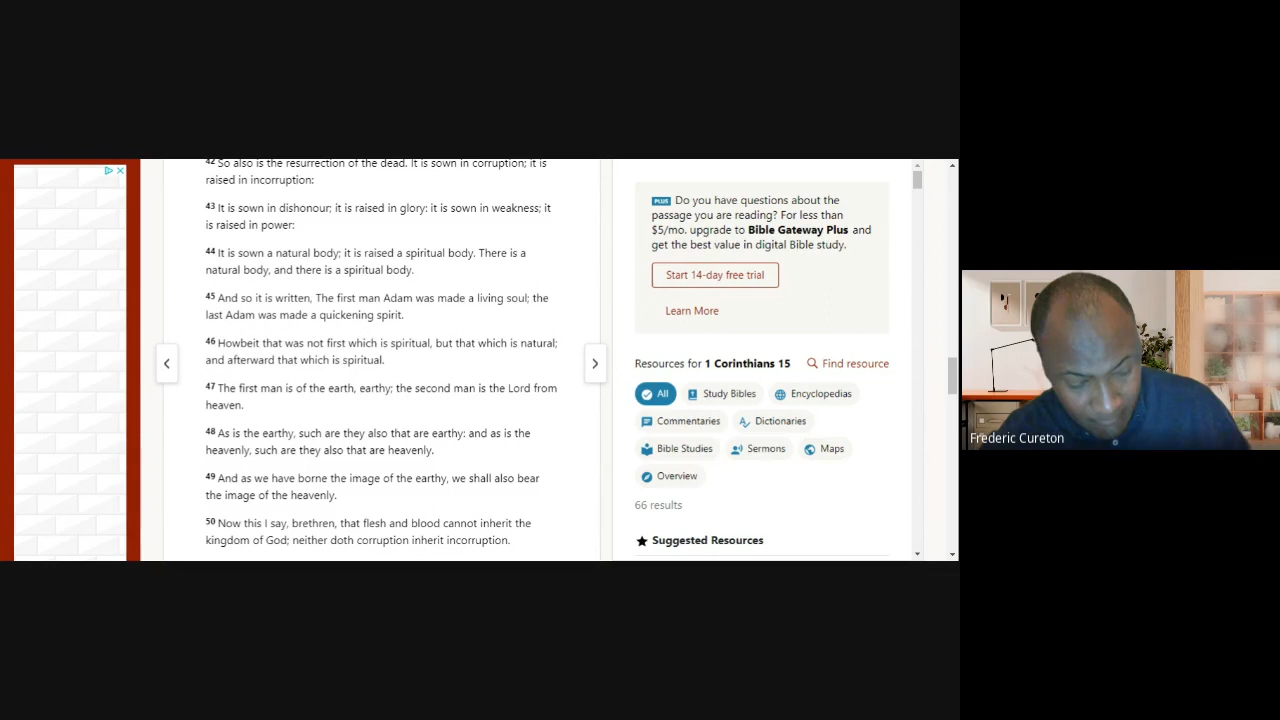 42 So also is the resurrection of the dead. It is sown in corruption; it is
raised in incorruption:
43 It is sown in dishonour; it is raised in glory: it is sown in weakness; it
is raised in power:
44 It is sown a natural body; it is raised a spiritual body. There is a
natural body, and there is a spiritual body.
45 And so it is written, The first man Adam was made a living soul; the
last Adam was made a quickening spirit.
46 Howbeit that was not first which is spiritual, but that which is natural;
and afterward that which is spiritual.
47 The first man is of the earth, earthy; the second man is the Lord from
heaven.
48 As is the earthy, such are they also that are earthy: and as is the
heavenly, such are they also that are heavenly.
49 And as we have borne the image of the earthy, we shall also bear
the image of the heavenly.
50 Now this I say, brethren, that flesh and blood cannot inherit the
kingdom of God; neither doth corruption inherit incorruption.
PLUS Do you have questions about the
passage you are reading? For less than
$5/mo. upgrade to Bible Gateway Plus and
get the best value in digital Bible study.
Start 14-day free trial
Learn More
Resources for 1 Corinthians 15 Find resource
All Study Bibles Encyclopedias
Commentaries Dictionaries
Bible Studies Sermons Maps
Overview
66 results
Suggested Resources
Frederic Cureton